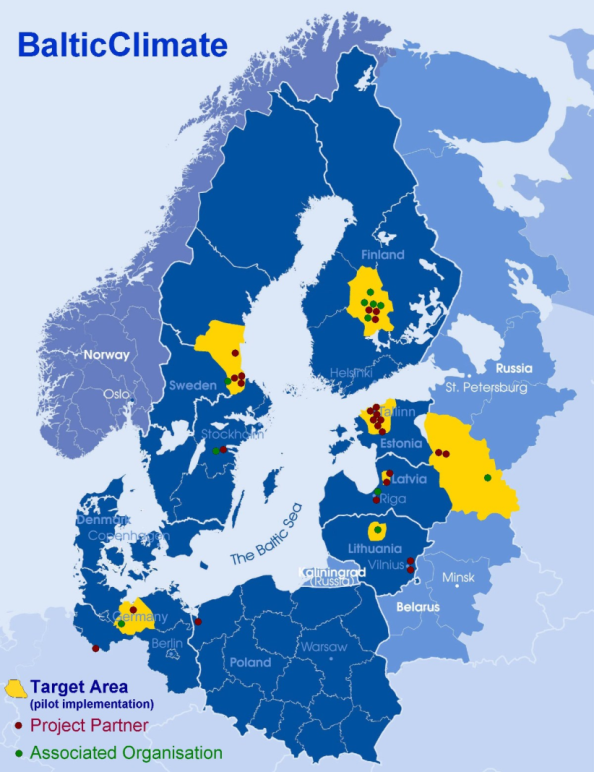 BalticClimate
Finland
Norway
Helsinki
Russia
Oslo
Sweden
St. Petersburg
Tallinn
Stockholm
Estonia
Latvia
Riga
Denmark
Copenhagen
The Baltic Sea
Lithuania
Vilnius
Kaliningrad
(Russia)
Minsk
Belarus
Germany
Berlin
Warsaw
Poland
Target Area
(pilot implementation)
Project Partner
Associated Organisation